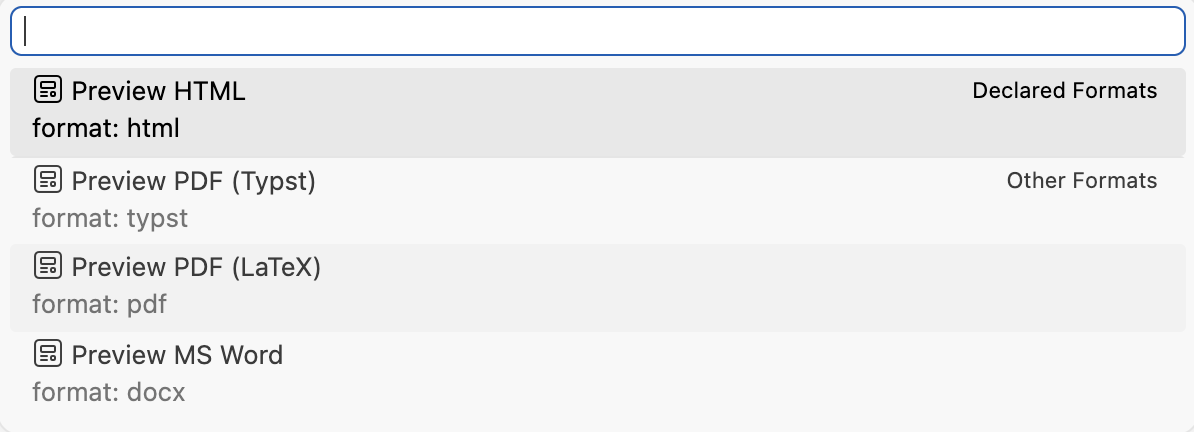 Preview HTML Declared Formats
format: html
Preview PDF (Typst) Other Formats
format: typst
Preview PDF (LaTeX)
format: pdf
Preview MS Word
format: docx